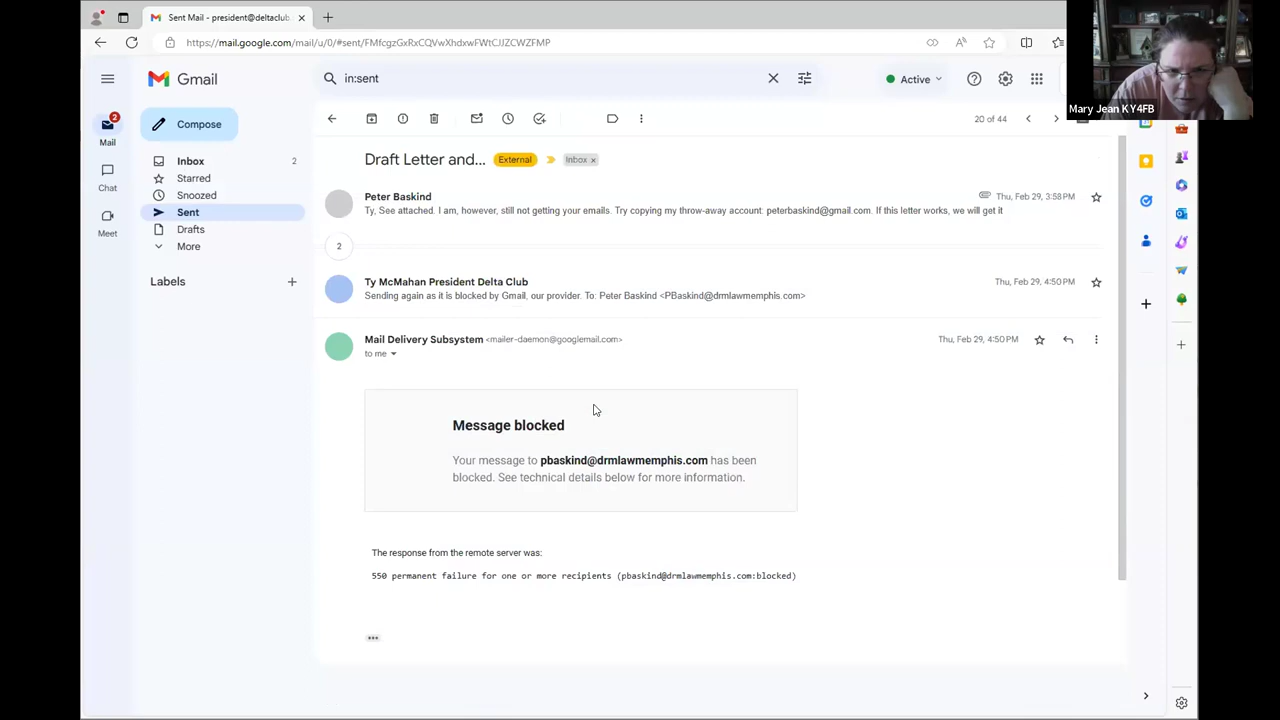 Sent Mail - president@deltaclub
https://mail.google.com/mail/u/0/#sent/FMfcgzGxRxCQVwXhdxwFWtCJJZCWZFMP
Mary Jean KY4FB
Gmail
in:sent
Active
2
Mail
Chat
Meet
Compose
Inbox 2
Starred
Snoozed
Sent
Drafts
More
Labels
20 of 44
Draft Letter and... External Inbox x
Peter Baskind Thu, Feb 29, 3:58 PM
Ty, See attached. I am, however, still not getting your emails. Try copying my throw-away account: peterbaskind@gmail.com. If this letter works, we will get it
2
Ty McMahan President Delta Club Thu, Feb 29, 4:50 PM
Sending again as it is blocked by Gmail, our provider. To: Peter Baskind <PBaskind@drmlawmemphis.com>
Mail Delivery Subsystem <mailer-daemon@googlemail.com> Thu, Feb 29, 4:50 PM
to me
Message blocked
Your message to pbaskind@drmlawmemphis.com has been
blocked. See technical details below for more information.
The response from the remote server was:
550 permanent failure for one or more recipients (pbaskind@drmlawmemphis.com:blocked)